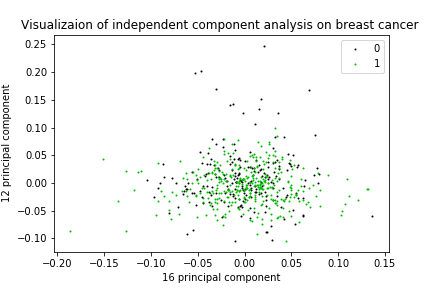 Visualizaion of independent component analysis on breast cancer
0.25
0.20
0.15
0.10
0.05
0.00
−0.05
−0.10
12 principal component
0
1
−0.20 −0.15 −0.10 −0.05 0.00 0.05 0.10 0.15
16 principal component